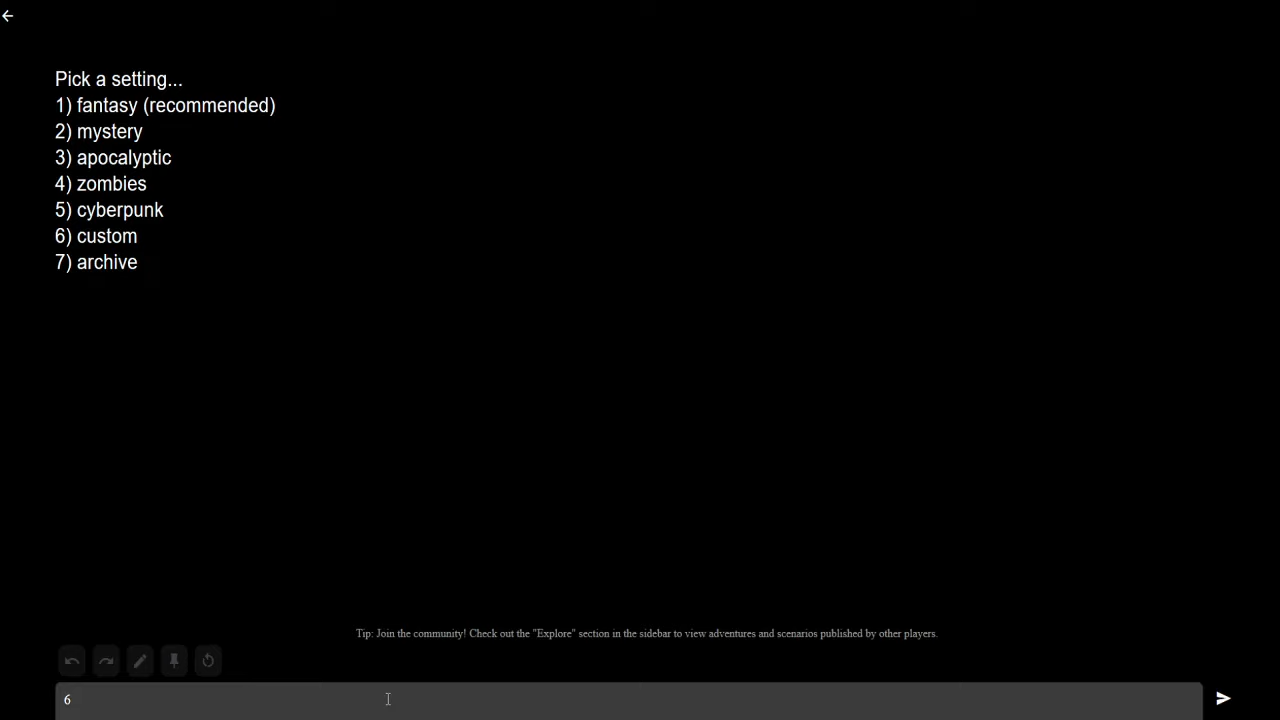 Pick a setting...
1) fantasy (recommended)
2) mystery
3) apocalyptic
4) zombies
5) cyberpunk
6) custom
7) archive
Tip: Join the community! Check out the "Explore" section in the sidebar to view adventures and scenarios published by other players.
6